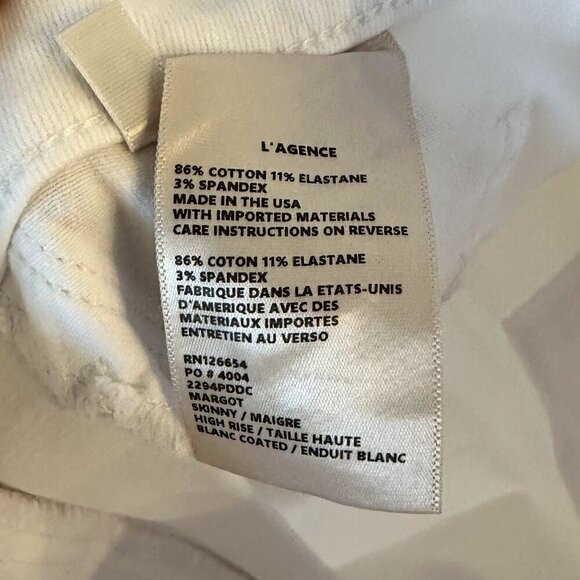 L'AGENCE
86% COTTON 11% ELASTANE
3% SPANDEX
MADE IN THE USA
WITH IMPORTED MATERIALS
CARE INSTRUCTIONS ON REVERSE
86% COTON 11% ELASTANE
3% SPANDEX
FABRIQUE DANS LA ETATS-UNIS
D'AMERIQUE AVEC DES
MATERIAUX IMPORTES
ENTRETIEN AU VERSO
RN126654
PO # 4004
2294PDDC
MARGOT
SKINNY / MAIGRE
HIGH RISE / TAILLE HAUTE
BLANC COATED / ENDUIT BLANC